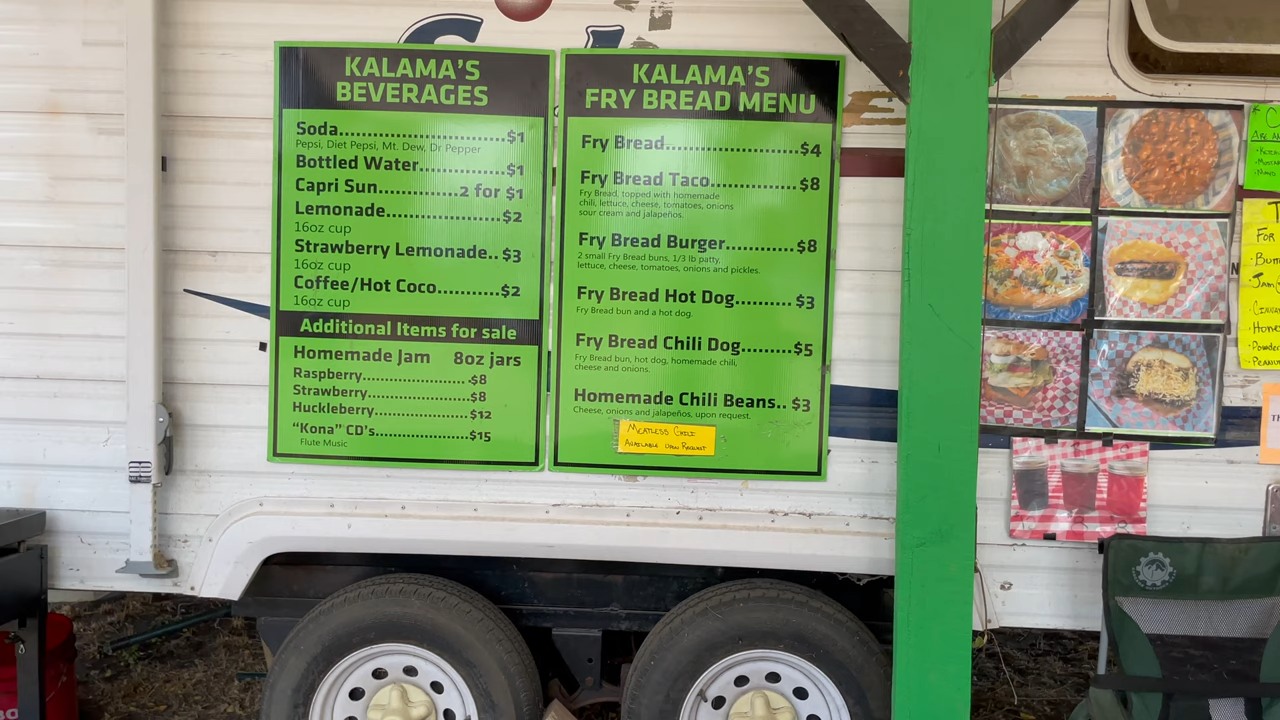 KALAMA'S
BEVERAGES
Soda..................................$1
Pepsi, Diet Pepsi, Mt. Dew, Dr Pepper
Bottled Water.................$1
Capri Sun...............2 for $1
Lemonade.......................$2
16oz cup
Strawberry Lemonade..$3
16oz cup
Coffee/Hot Coco............$2
16oz cup
Additional Items for sale
Homemade Jam 8oz jars
Raspberry........................$8
Strawberry.......................$8
Huckleberry.....................$12
"Kona" CD's.....................$15
Flute Music
KALAMA'S
FRY BREAD MENU
Fry Bread..........................$4
Fry Bread Taco.................$8
Fry Bread, topped with homemade
chili, lettuce, cheese, tomatoes, onions
sour cream and jalapeños.
Fry Bread Burger..............$8
2 small Fry Bread buns, 1/3 lb patty,
lettuce, cheese, tomatoes, onions and pickles.
Fry Bread Hot Dog...........$3
Fry Bread bun and a hot dog.
Fry Bread Chili Dog.........$5
Fry Bread bun, hot dog, homemade chili,
cheese and onions.
Homemade Chili Beans..$3
Cheese, onions and jalapeños, upon request.
MEATLESS CHILI
AVAILABLE UPON REQUEST
FOR